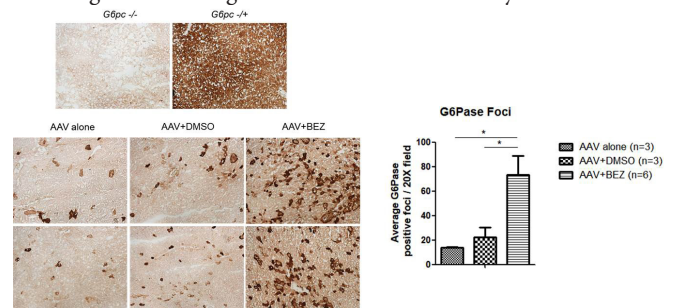 G6pc -/-
G6pc -/+
AAV alone
AAV+DMSO
AAV+BEZ
G6Pase Foci
Average G6Pase
positive foci / 20X field
100
80
60
40
20
0
*
*
AAV alone (n=3)
AAV+DMSO (n=3)
AAV+BEZ (n=6)